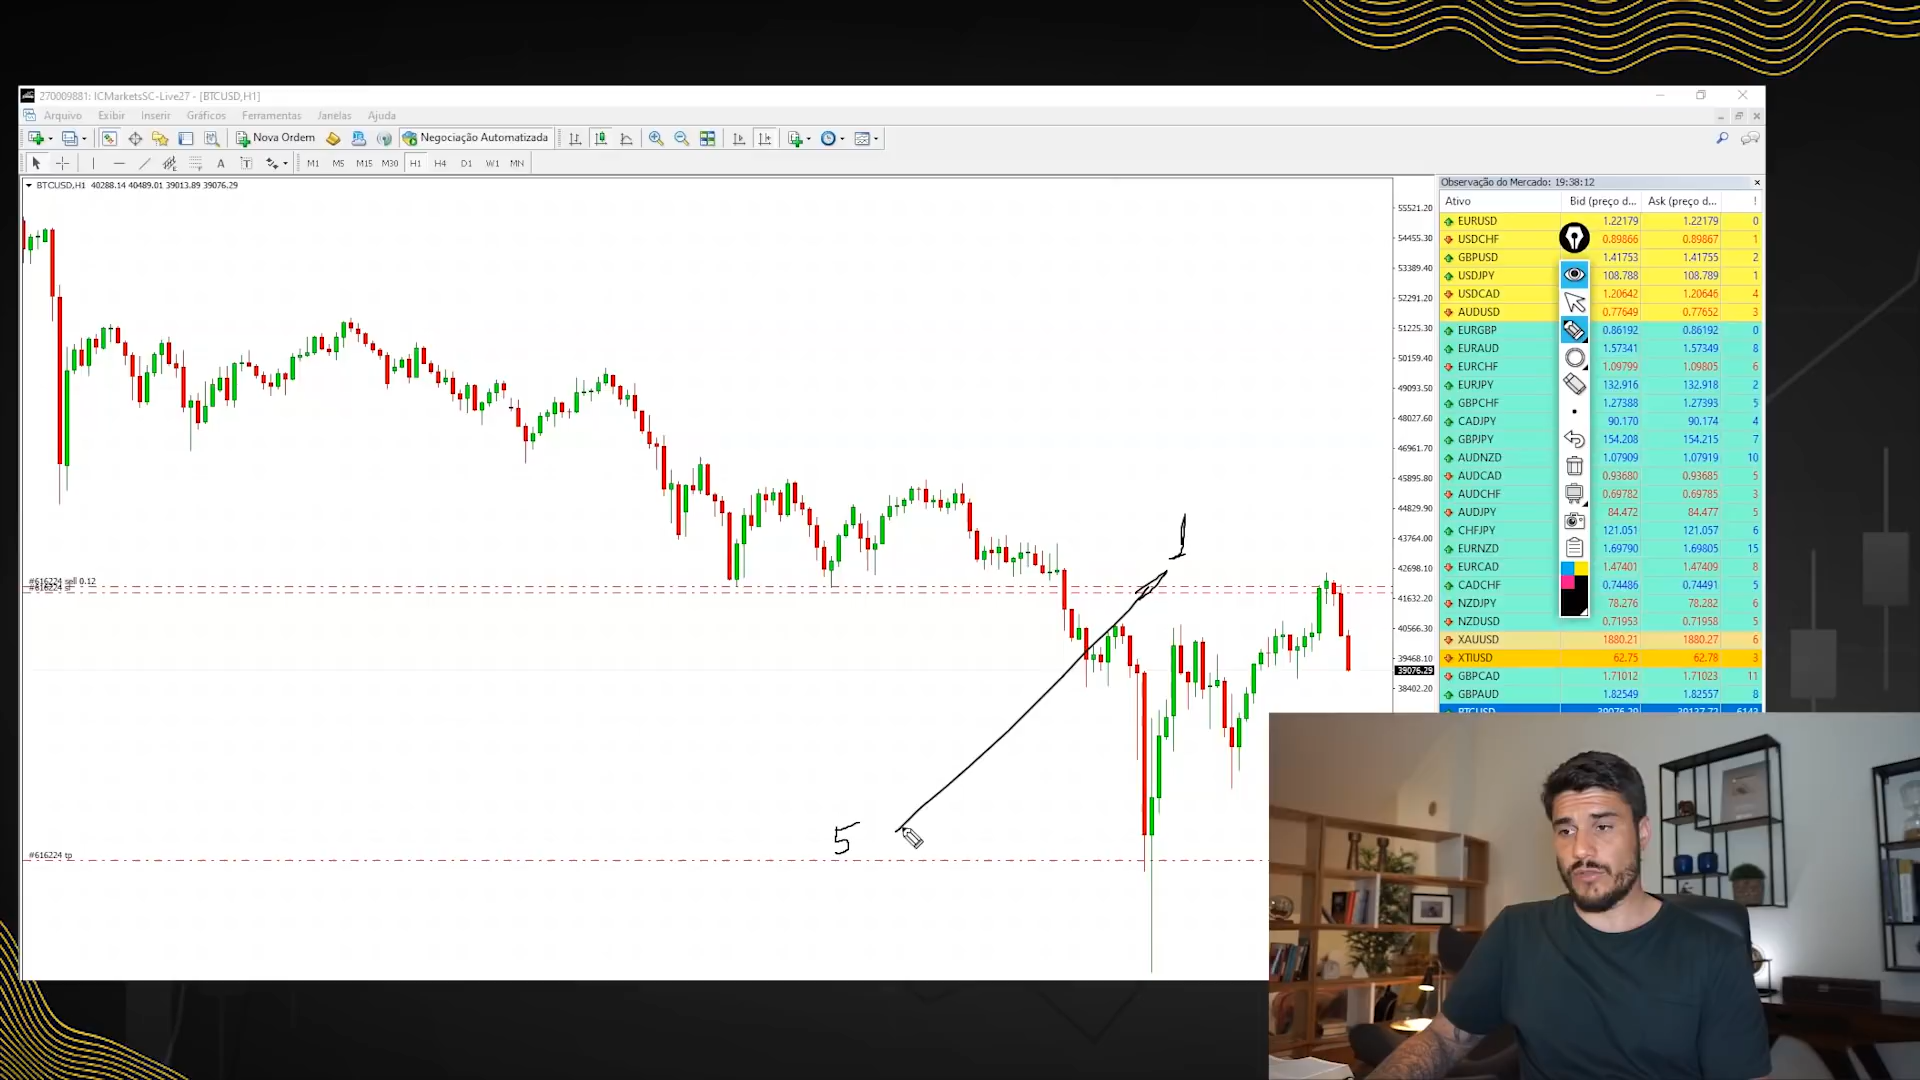 270009881: ICMarketsSC-Live27 - [BTCUSD,H1]
Arquivo Exibir Inserir Gráficos Ferramentas Janelas Ajuda
Nova Ordem Negociação Automatizada
A T M1 M5 M15 M30 H1 H4 D1 W1 MN
BTCUSD,H1 40288.14 40489.01 39013.89 39076.29
#616224 sell 0.12
#616224 sl
#616224 tp
1
5
55521.20
54455.30
53389.40
52291.20
51225.30
50159.40
49093.50
48027.60
46961.70
45895.80
44829.90
43764.00
42698.10
41632.20
40566.30
39468.10
39076.29
38402.20
Observação do Mercado: 19:38:12
Ativo Bid (preço d... Ask (preço d... !
EURUSD 1.22179 1.22179 0
USDCHF 0.89866 0.89867 1
GBPUSD 1.41753 1.41755 2
USDJPY 108.788 108.789 1
USDCAD 1.20642 1.20646 4
AUDUSD 0.77649 0.77652 3
EURGBP 0.86192 0.86192 0
EURAUD 1.57341 1.57349 8
EURCHF 1.09799 1.09805 6
EURJPY 132.916 132.918 2
GBPCHF 1.27388 1.27393 5
CADJPY 90.170 90.174 4
GBPJPY 154.208 154.215 7
AUDNZD 1.07909 1.07919 10
AUDCAD 0.93680 0.93685 5
AUDCHF 0.69782 0.69785 3
AUDJPY 84.472 84.477 5
CHFJPY 121.051 121.057 6
EURNZD 1.69790 1.69805 15
EURCAD 1.47401 1.47409 8
CADCHF 0.74486 0.74491 5
NZDJPY 78.276 78.282 6
NZDUSD 0.71953 0.71958 5
XAUUSD 1880.21 1880.27 6
XTIUSD 62.75 62.78 3
GBPCAD 1.71012 1.71023 11
GBPAUD 1.82549 1.82557 8
BTCUSD 39076.29 39137.72 6143